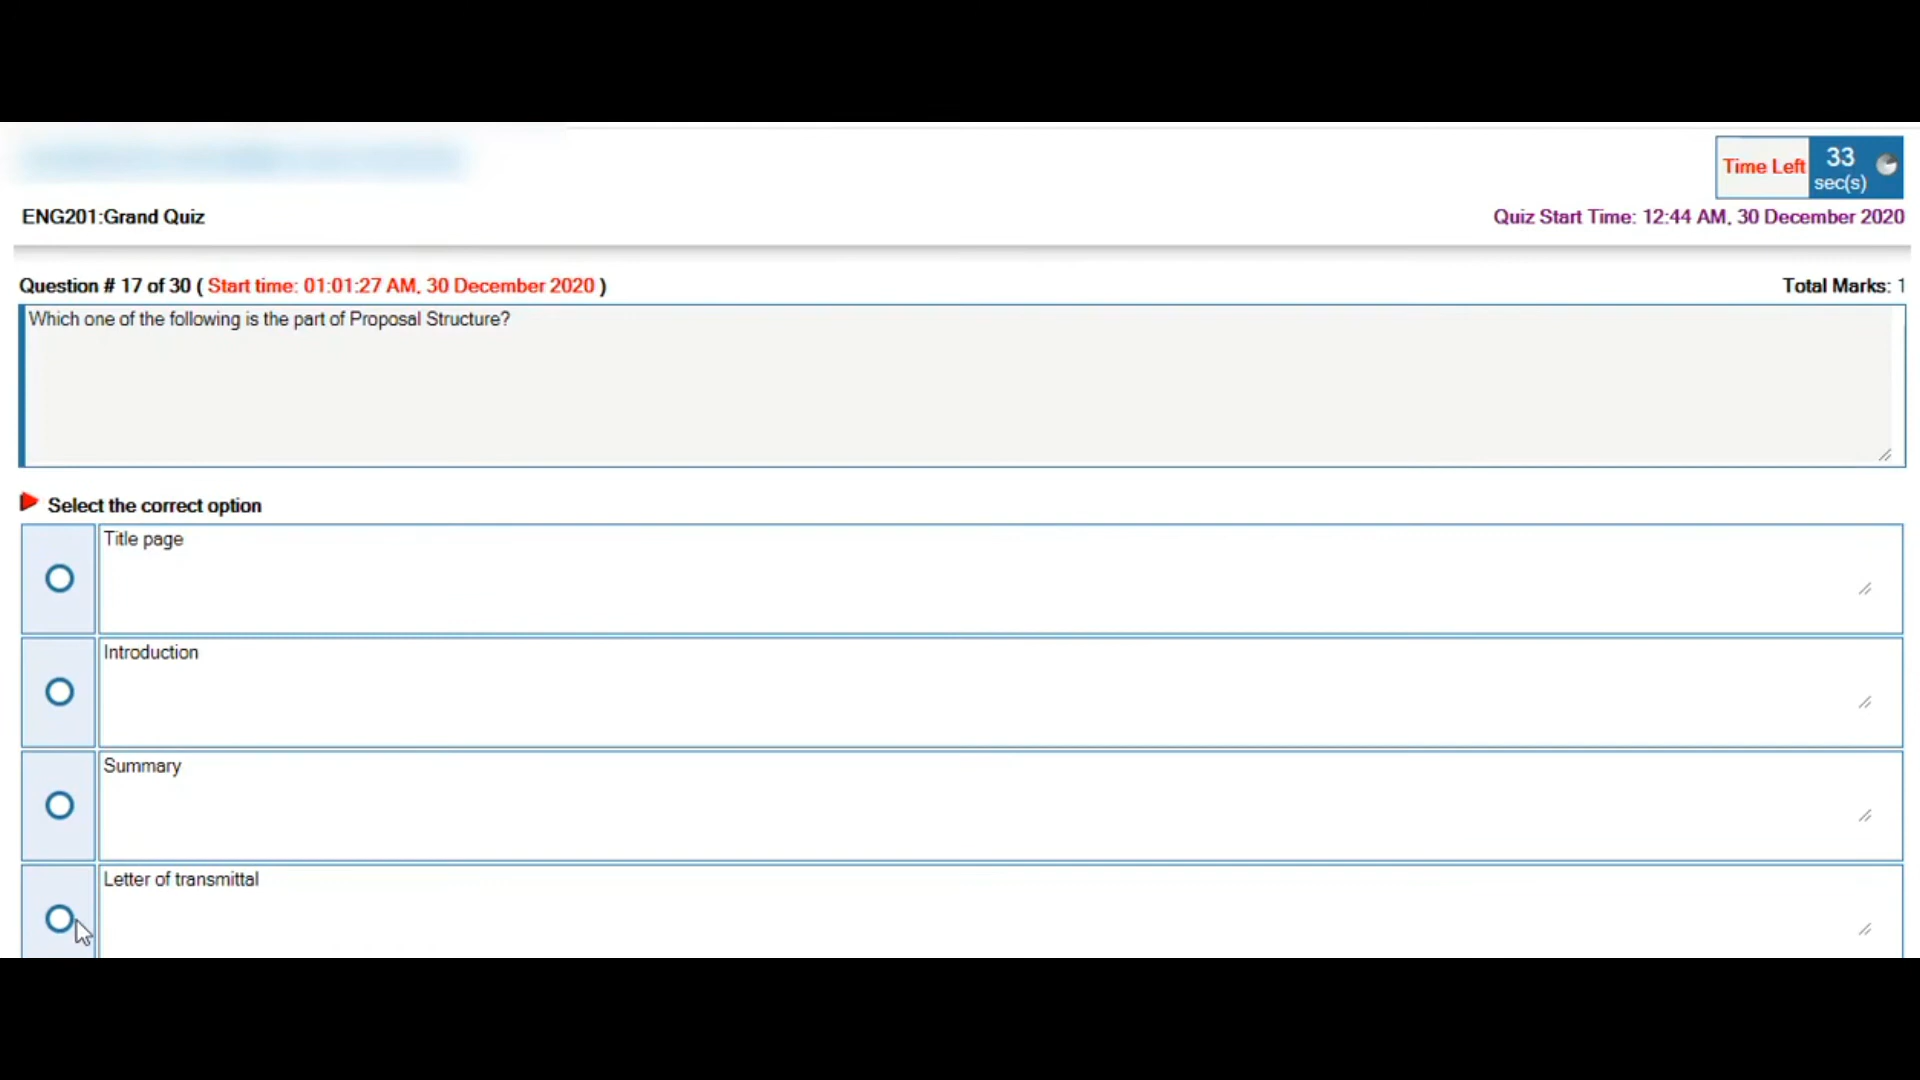 Time Left 33 sec(s)
ENG201:Grand Quiz
Quiz Start Time: 12:44 AM, 30 December 2020
Question # 17 of 30 ( Start time: 01:01:27 AM, 30 December 2020 )
Total Marks: 1
Which one of the following is the part of Proposal Structure?
Select the correct option
Title page
Introduction
Summary
Letter of transmittal